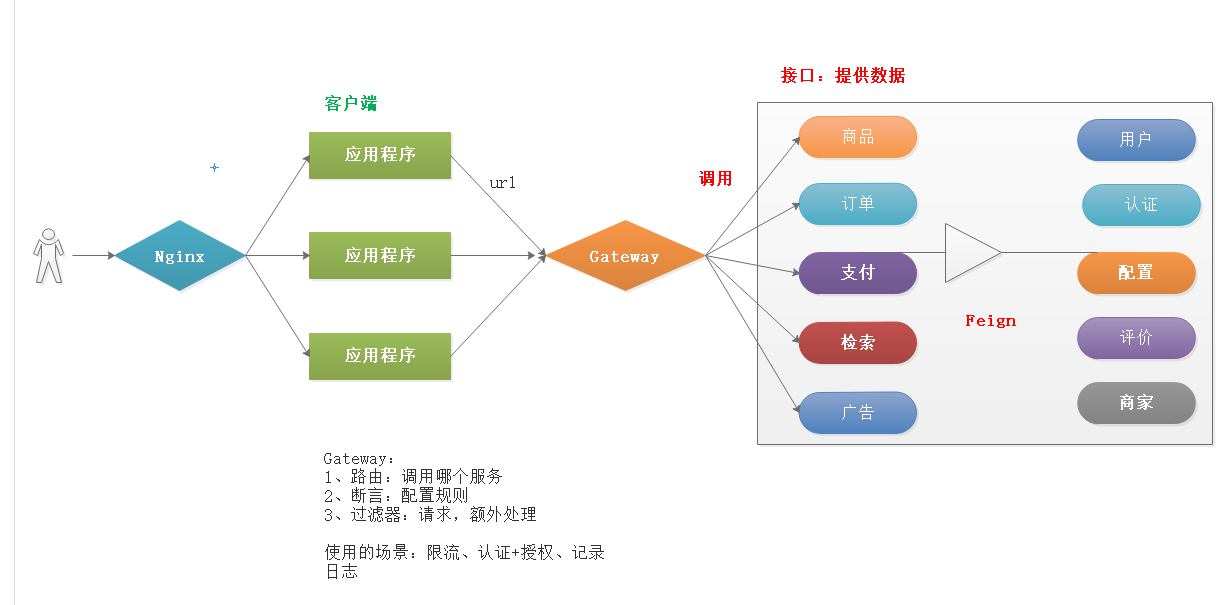 接口：提供数据
客户端
应用程序
url
调用
商品
用户
订单
认证
Nginx
应用程序
Gateway
支付
配置
Feign
应用程序
检索
评价
广告
商家
Gateway：
1、路由：调用哪个服务
2、断言：配置规则
3、过滤器：请求，额外处理
使用的场景：限流、认证+授权、记录
日志